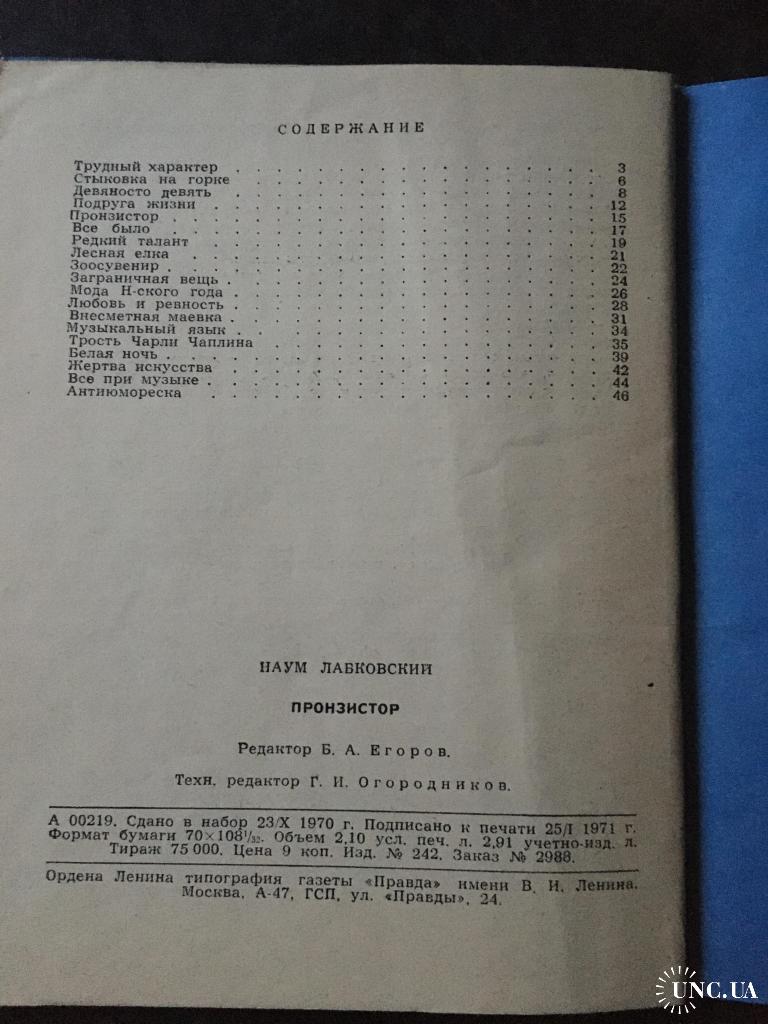 СОДЕРЖАНИЕ
Трудный характер . . . . . . . . . . . . . . . . . 3
Стыковка на горке . . . . . . . . . . . . . . . . 6
Девяносто девять . . . . . . . . . . . . . . . . . 8
Подруга жизни . . . . . . . . . . . . . . . . . . 12
Пронзистор . . . . . . . . . . . . . . . . . . . . 15
Все было . . . . . . . . . . . . . . . . . . . . 17
Редкий талант . . . . . . . . . . . . . . . . . . 19
Лесная елка . . . . . . . . . . . . . . . . . . . 21
Зоосувенир . . . . . . . . . . . . . . . . . . . . 22
Заграничная вещь . . . . . . . . . . . . . . . . . 24
Мода Н-ского года . . . . . . . . . . . . . . . . . 26
Любовь и ревность . . . . . . . . . . . . . . . . . 28
Внесметная маевка . . . . . . . . . . . . . . . . . 31
Музыкальный язык . . . . . . . . . . . . . . . . . 34
Трость Чарли Чаплина . . . . . . . . . . . . . . . 35
Белая ночь . . . . . . . . . . . . . . . . . . . . 39
Жертва искусства . . . . . . . . . . . . . . . . . 42
Все при музыке . . . . . . . . . . . . . . . . . . 44
Антиюмореска . . . . . . . . . . . . . . . . . . 46
НАУМ ЛАБКОВСКИЙ
ПРОНЗИСТОР
Редактор Б. А. Егоров.
Техн. редактор Г. И. Огородников.
А 00219. Сдано в набор 23/X 1970 г. Подписано к печати 25/I 1971 г.
Формат бумаги 70×108¹/₃₂. Объем 2,10 усл. печ. л. 2,91 учетно-изд. л.
Тираж 75 000. Цена 9 коп. Изд. № 242. Заказ № 2988.
Ордена Ленина типография газеты «Правда» имени В. И. Ленина.
Москва, А-47, ГСП, ул. «Правды», 24.
UNC.UA